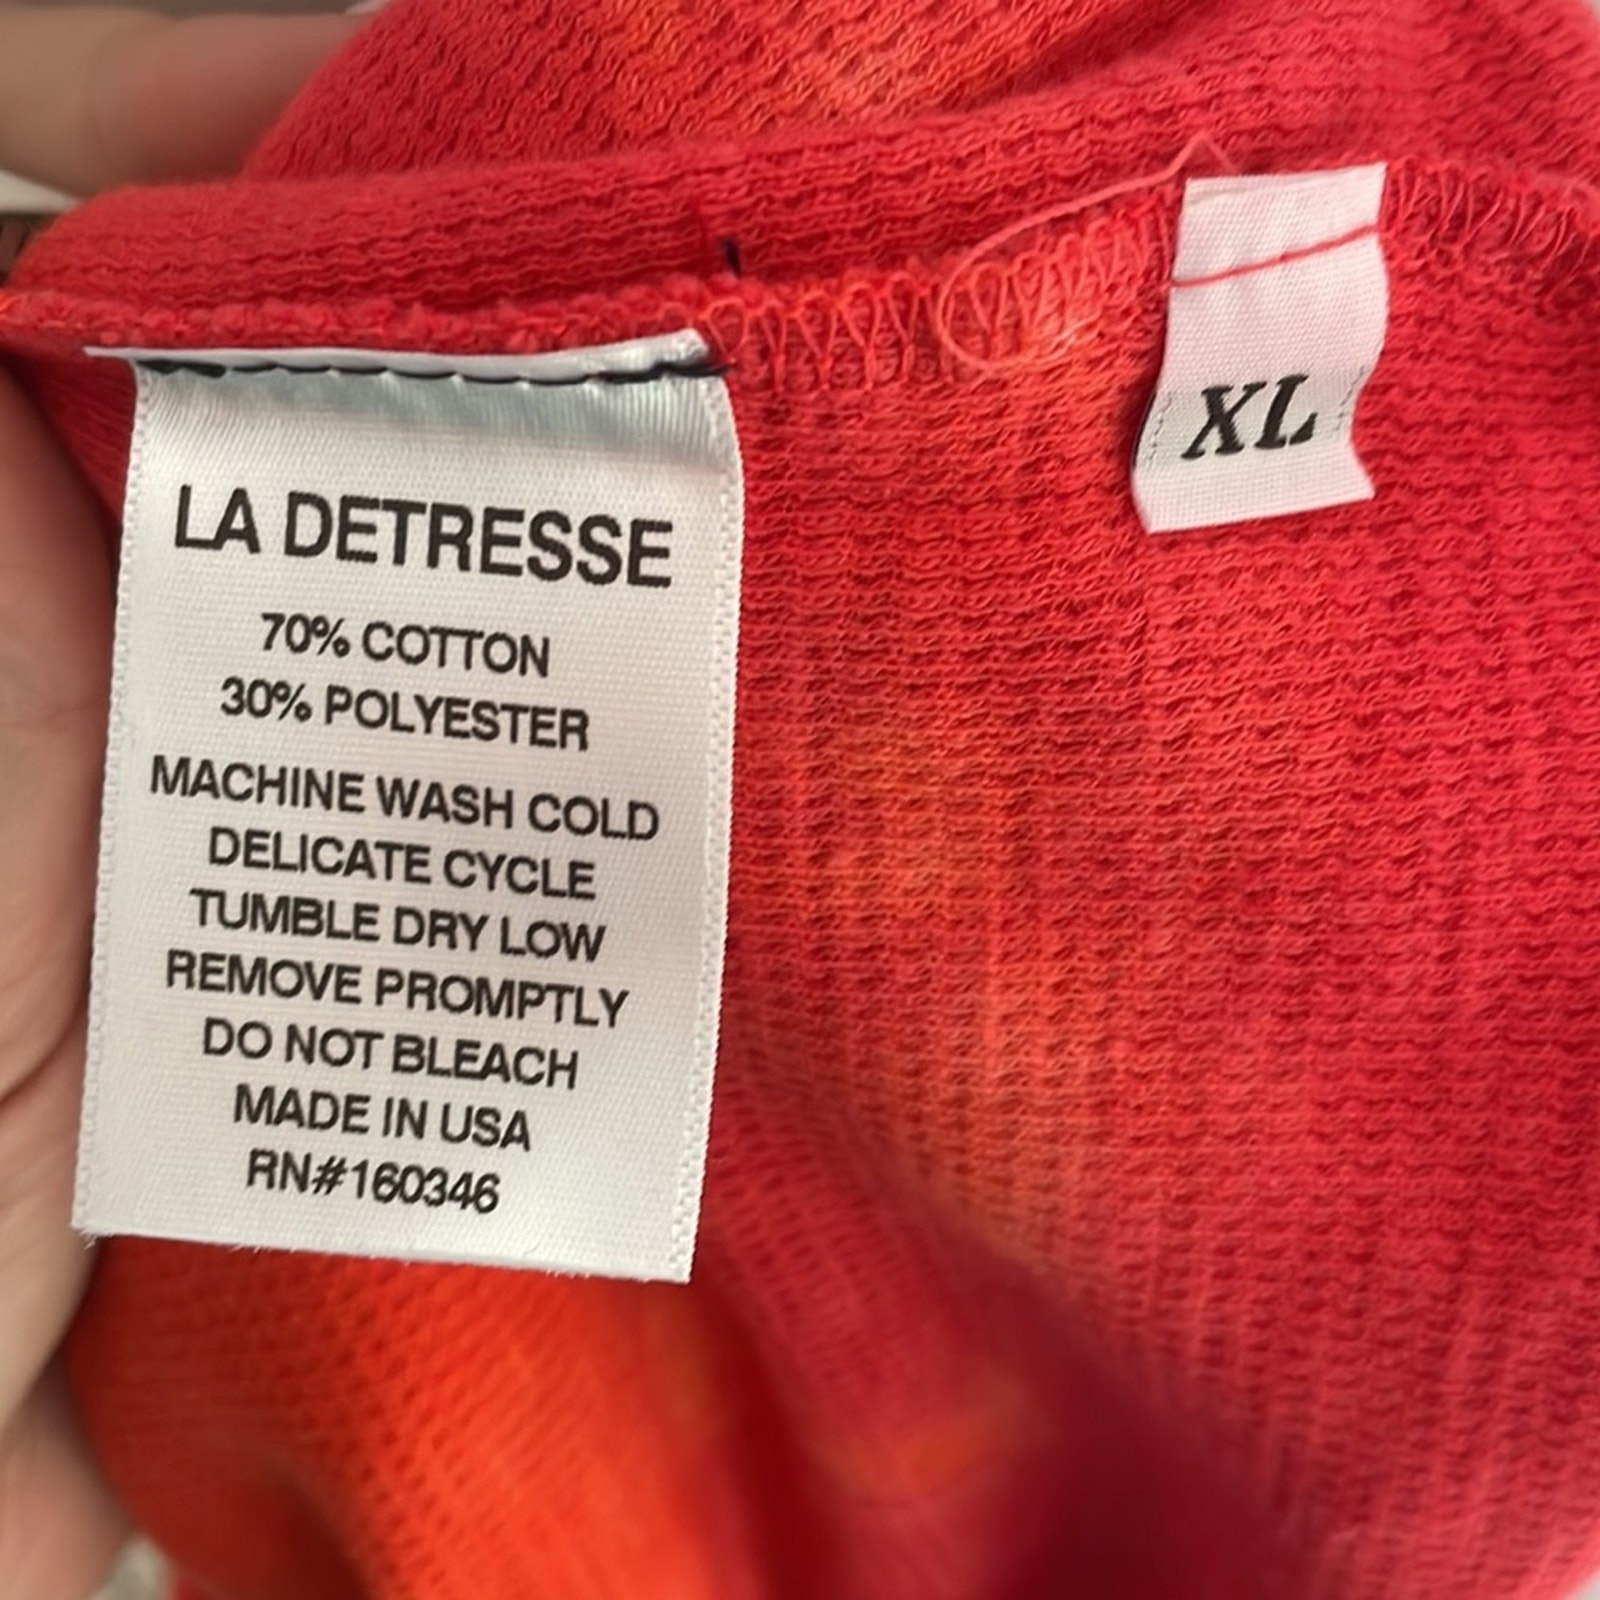 LA DETRESSE
70% COTTON
30% POLYESTER
MACHINE WASH COLD
DELICATE CYCLE
TUMBLE DRY LOW
REMOVE PROMPTLY
DO NOT BLEACH
MADE IN USA
RN#160346
XL